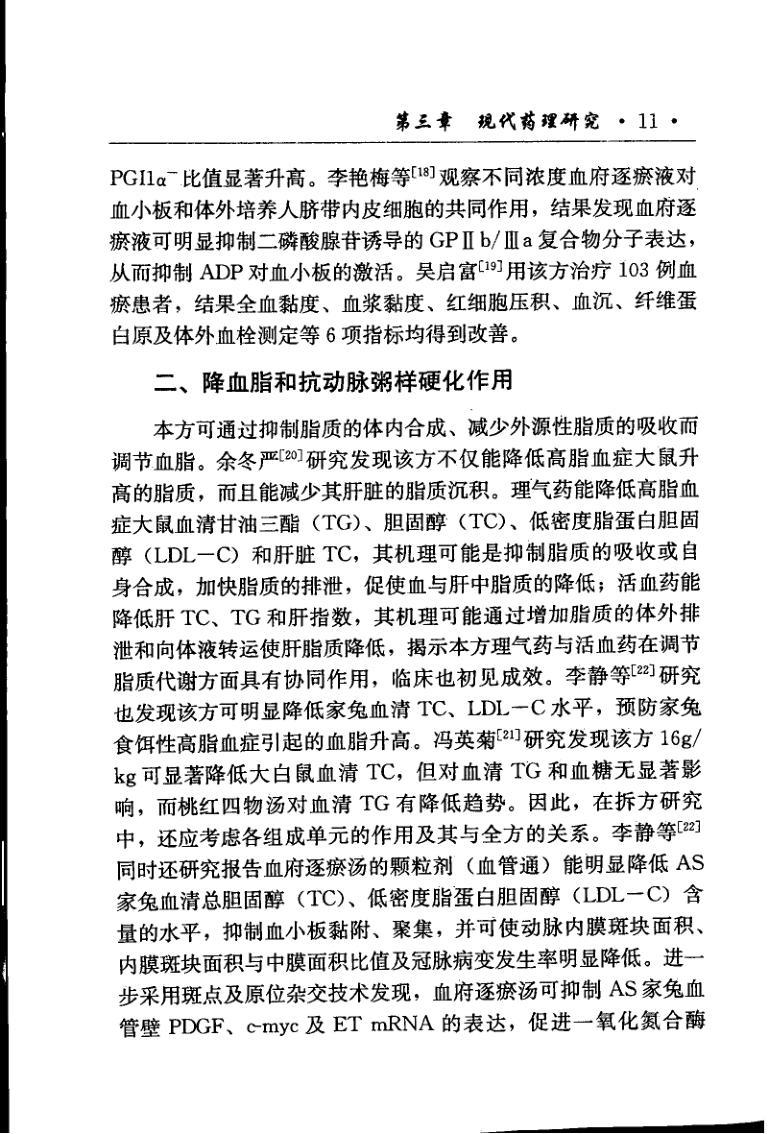 第三章 现代药理研究 · 11 ·
PGI1α⁻比值显著升高。李艳梅等[18]观察不同浓度血府逐瘀液对
血小板和体外培养人脐带内皮细胞的共同作用，结果发现血府逐
瘀液可明显抑制二磷酸腺苷诱导的 GPⅡb/Ⅲa 复合物分子表达，
从而抑制 ADP 对血小板的激活。吴启富[19]用该方治疗 103 例血
瘀患者，结果全血黏度、血浆黏度、红细胞压积、血沉、纤维蛋
白原及体外血栓测定等 6 项指标均得到改善。
二、降血脂和抗动脉粥样硬化作用
本方可通过抑制脂质的体内合成、减少外源性脂质的吸收而
调节血脂。余冬严[20]研究发现该方不仅能降低高脂血症大鼠升
高的脂质，而且能减少其肝脏的脂质沉积。理气药能降低高脂血
症大鼠血清甘油三酯（TG）、胆固醇（TC）、低密度脂蛋白胆固
醇（LDL－C）和肝脏 TC，其机理可能是抑制脂质的吸收或自
身合成，加快脂质的排泄，促使血与肝中脂质的降低；活血药能
降低肝 TC、TG 和肝指数，其机理可能通过增加脂质的体外排
泄和向体液转运使肝脂质降低，揭示本方理气药与活血药在调节
脂质代谢方面具有协同作用，临床也初见成效。李静等[22]研究
也发现该方可明显降低家兔血清 TC、LDL－C 水平，预防家兔
食饵性高脂血症引起的血脂升高。冯英菊[21]研究发现该方 16g/
kg 可显著降低大白鼠血清 TC，但对血清 TG 和血糖无显著影
响，而桃红四物汤对血清 TG 有降低趋势。因此，在拆方研究
中，还应考虑各组成单元的作用及其与全方的关系。李静等[22]
同时还研究报告血府逐瘀汤的颗粒剂（血管通）能明显降低 AS
家兔血清总胆固醇（TC）、低密度脂蛋白胆固醇（LDL－C）含
量的水平，抑制血小板黏附、聚集，并可使动脉内膜斑块面积、
内膜斑块面积与中膜面积比值及冠脉病变发生率明显降低。进一
步采用斑点及原位杂交技术发现，血府逐瘀汤可抑制 AS 家兔血
管壁 PDGF、c-myc 及 ET mRNA 的表达，促进一氧化氮合酶